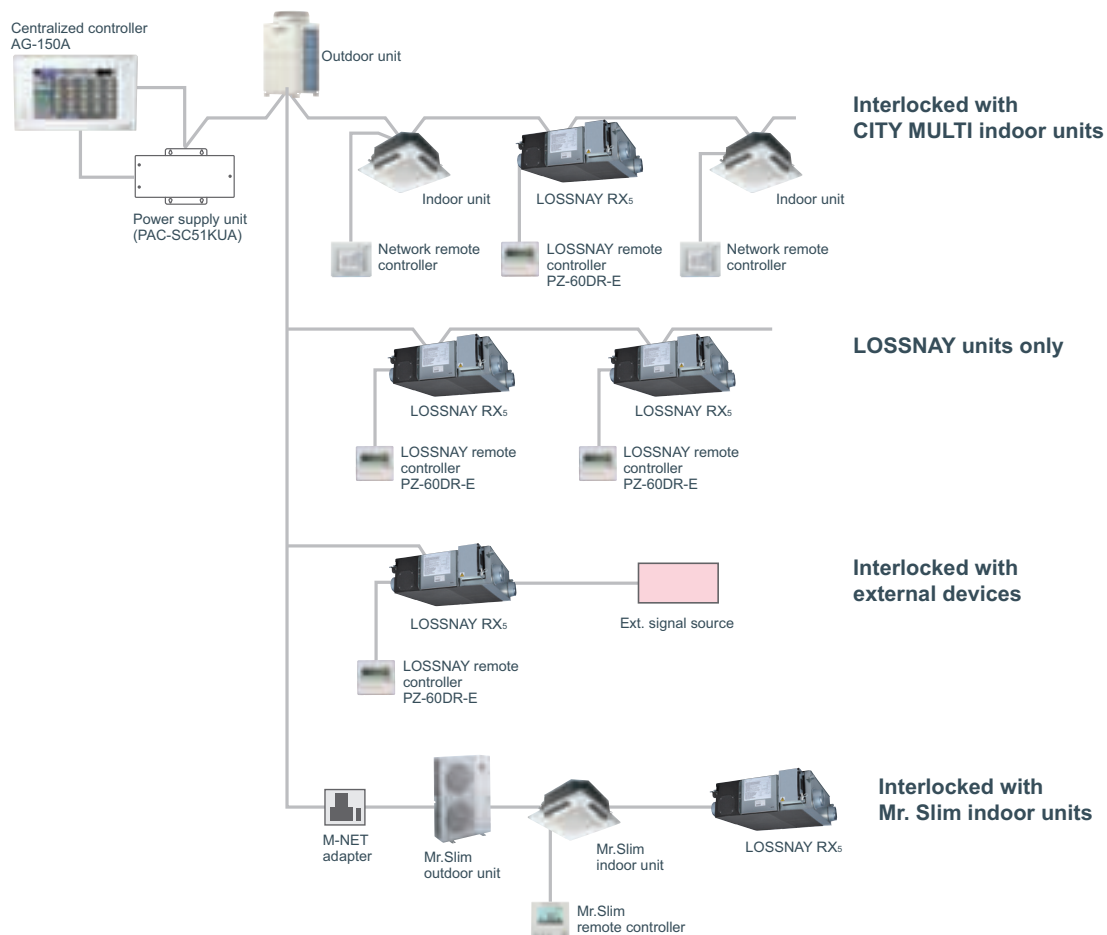 Centralized controller
AG-150A
Outdoor unit
Interlocked with
CITY MULTI indoor units
Power supply unit
(PAC-SC51KUA)
Indoor unit
LOSSNAY RX₅
Indoor unit
Network remote
controller
LOSSNAY remote
controller
PZ-60DR-E
Network remote
controller
LOSSNAY units only
LOSSNAY RX₅
LOSSNAY RX₅
LOSSNAY remote
controller
PZ-60DR-E
LOSSNAY remote
controller
PZ-60DR-E
Interlocked with
external devices
LOSSNAY RX₅
Ext. signal source
LOSSNAY remote
controller
PZ-60DR-E
Interlocked with
Mr. Slim indoor units
M-NET
adapter
Mr.Slim
outdoor unit
Mr.Slim
indoor unit
LOSSNAY RX₅
Mr.Slim
remote controller